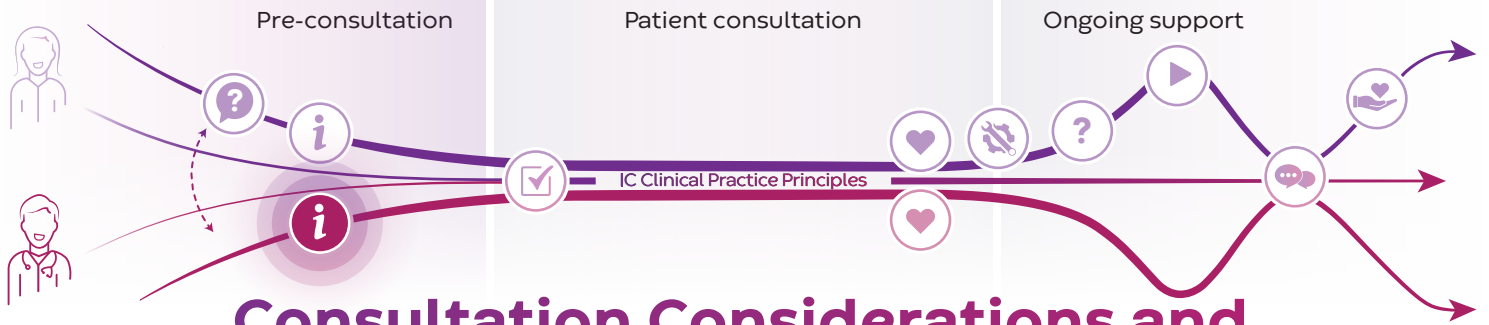 Pre-consultation
Patient consultation
Ongoing support
?
i
?
IC Clinical Practice Principles
i
Consultation Considerations and